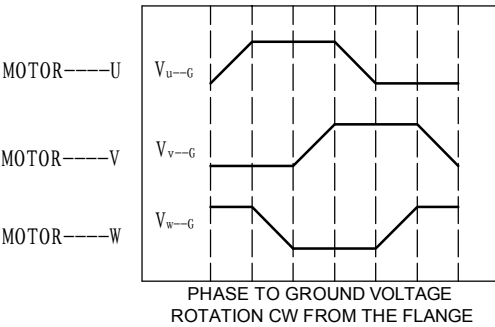 MOTOR----U Vu--G
MOTOR----V Vv--G
MOTOR----W Vw--G
PHASE TO GROUND VOLTAGE
ROTATION CW FROM THE FLANGE